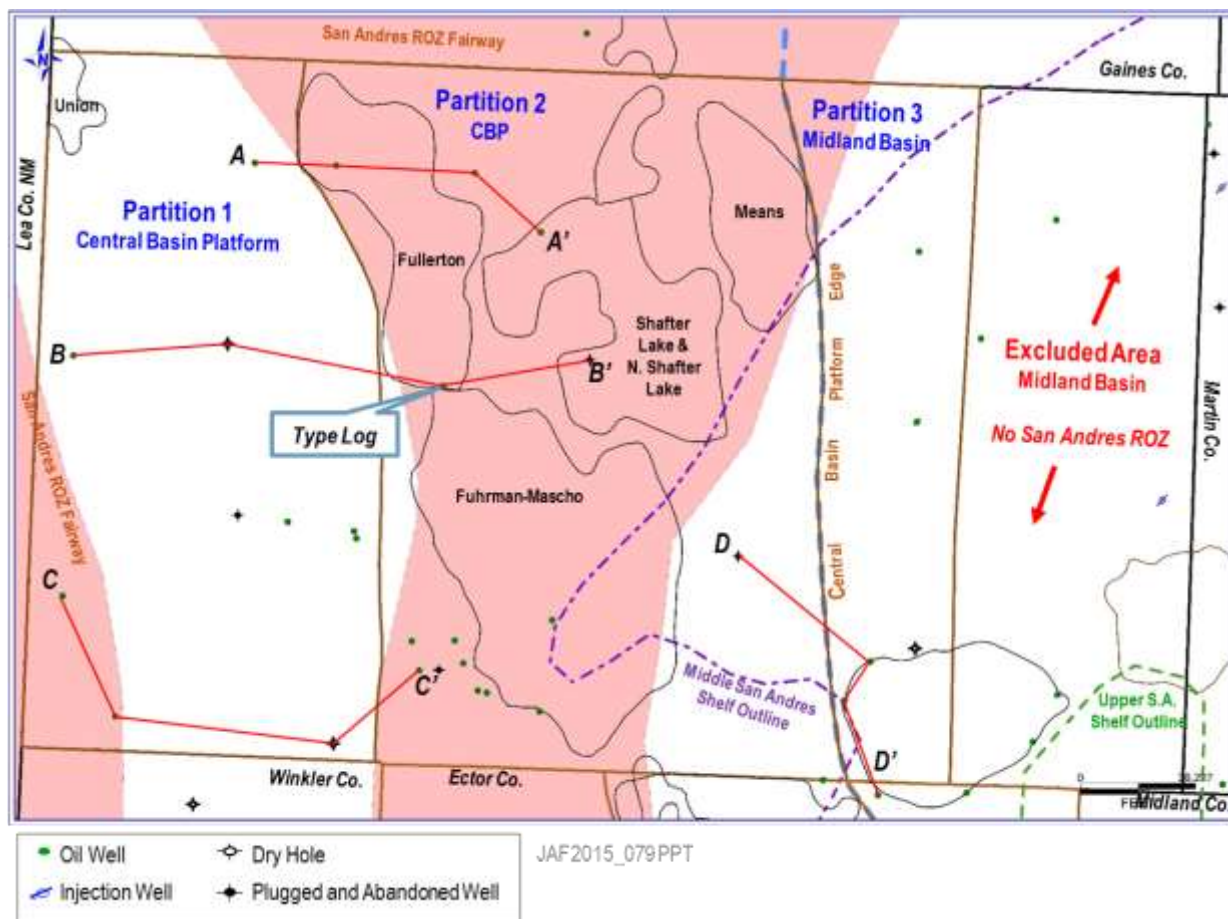 San Andres ROZ Fairway
N
Union
Partition 2
CBP
Partition 3
Midland Basin
Gaines Co.
A
Lea Co. NM
Partition 1
Central Basin Platform
A'
Means
Fullerton
Martin Co.
B
B'
Shafter
Lake &
N. Shafter
Lake
Central Basin Platform Edge
Excluded Area
Midland Basin
No San Andres ROZ
San Andres ROZ Fairway
Type Log
Fuhrman-Mascho
C
D
C'
Middle San Andres
Shelf Outline
Upper S.A.
Shelf Outline
D'
Winkler Co.
Ector Co.
0
Midland Co.
Oil Well
Dry Hole
JAF2015_079PPT
Injection Well
Plugged and Abandoned Well